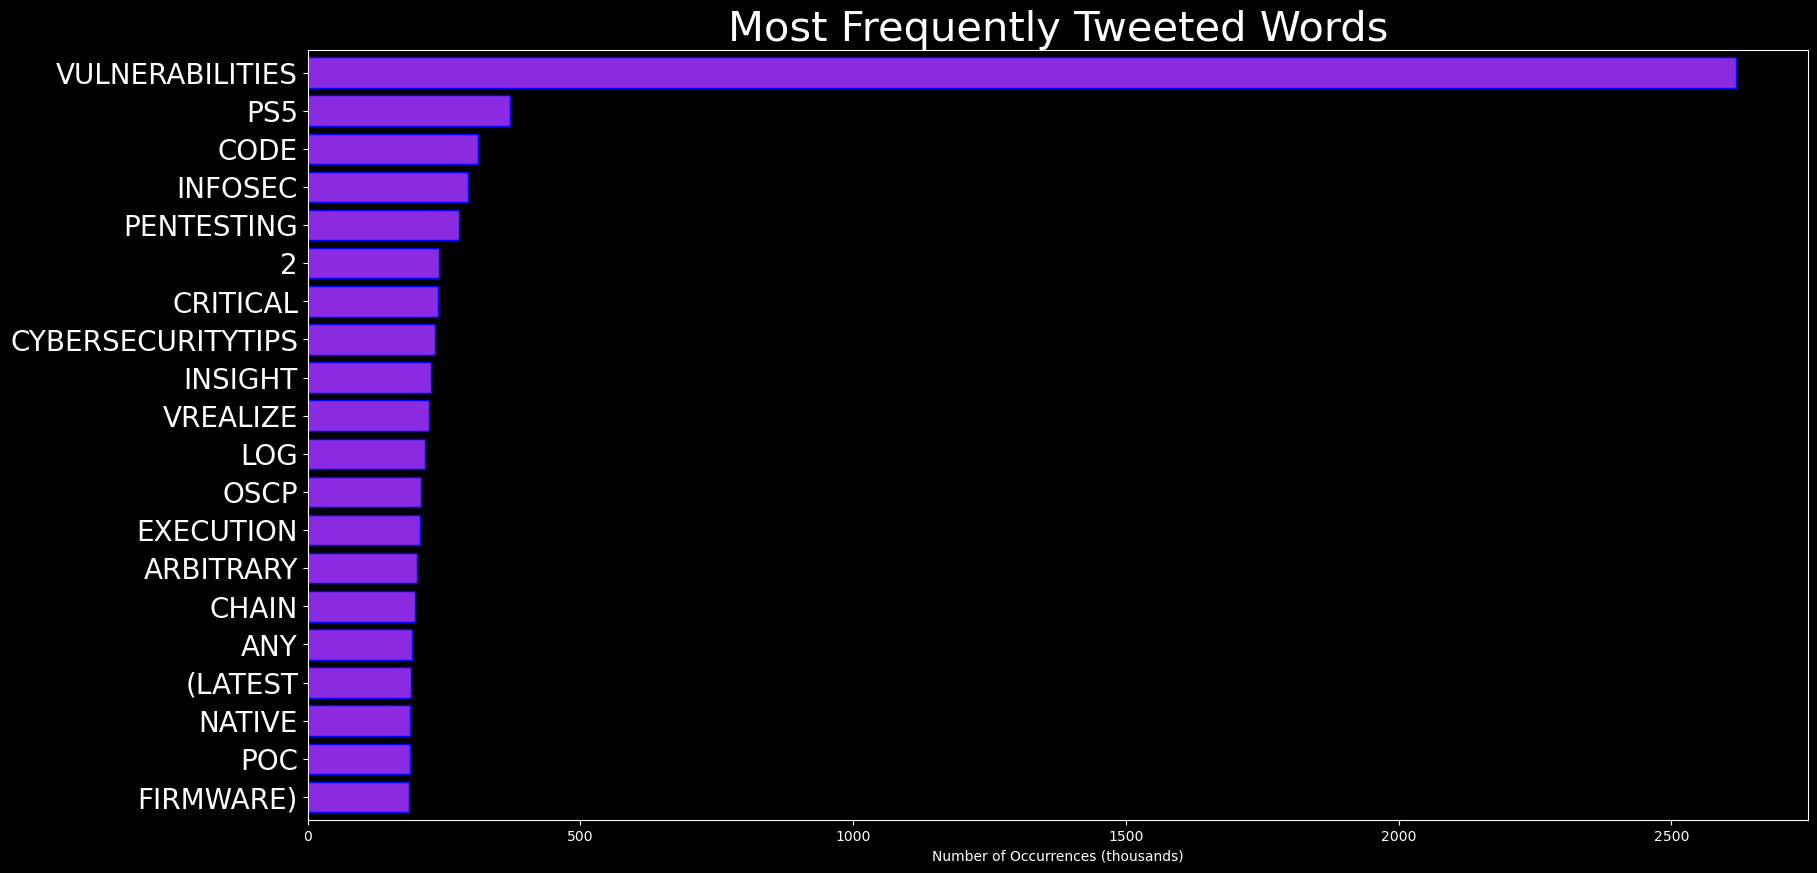 Most Frequently Tweeted Words
VULNERABILITIES
PS5
CODE
INFOSEC
PENTESTING
2
CRITICAL
CYBERSECURITYTIPS
INSIGHT
VREALIZE
LOG
OSCP
EXECUTION
ARBITRARY
CHAIN
ANY
(LATEST
NATIVE
POC
FIRMWARE)
0 500 1000 1500 2000 2500
Number of Occurrences (thousands)